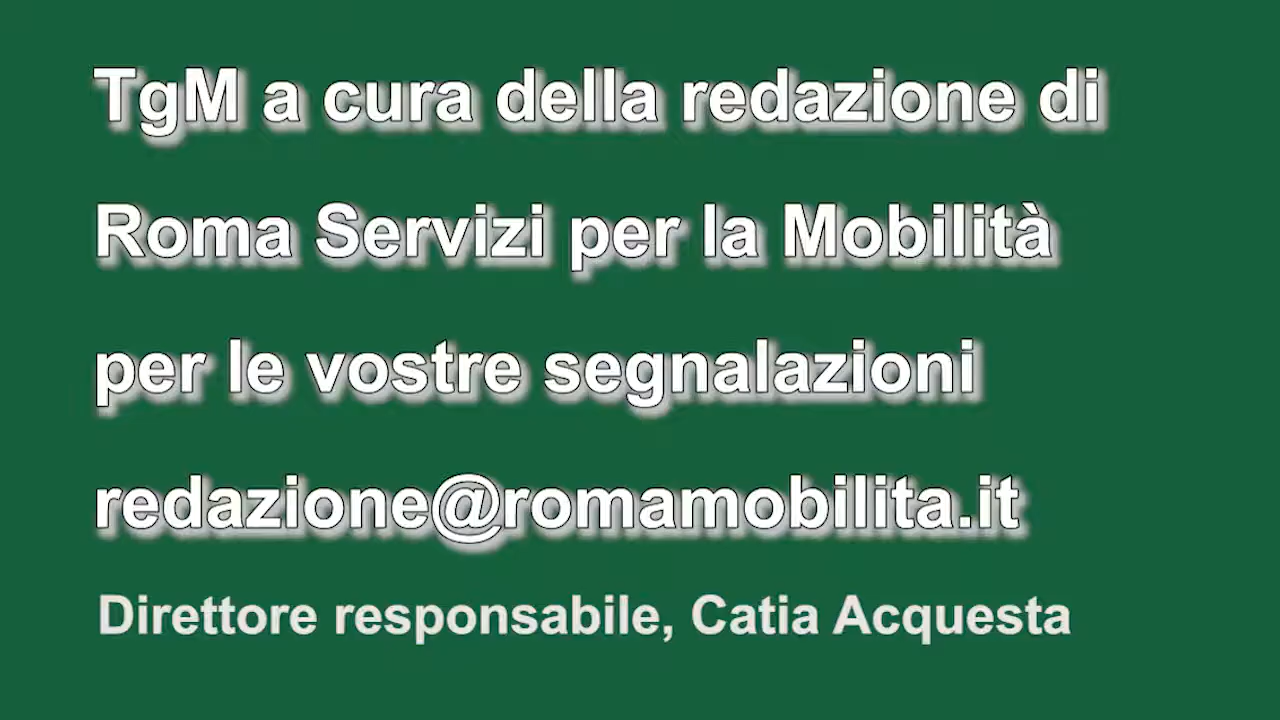 TgM a cura della redazione di
Roma Servizi per la Mobilità
per le vostre segnalazioni
redazione@romamobilita.it
Direttore responsabile, Catia Acquesta